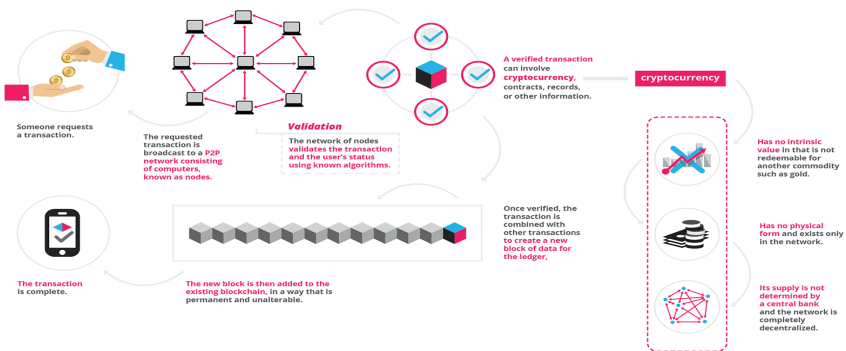 Someone requests
a transaction.
The requested
transaction is
broadcast to a P2P
network consisting
of computers,
known as nodes.
Validation
The network of nodes
validates the transaction
and the user's status
using known algorithms.
A verified transaction
can involve
cryptocurrency,
contracts, records,
or other information.
cryptocurrency
Has no intrinsic
value in that is not
redeemable for
another commodity
such as gold.
Has no physical
form and exists only
in the network.
Its supply is not
determined by
a central bank
and the network is
completely
decentralized.
Once verified, the
transaction is
combined with
other transactions
to create a new
block of data for
the ledger,
The new block is then added to the
existing blockchain, in a way that is
permanent and unalterable.
The transaction
is complete.